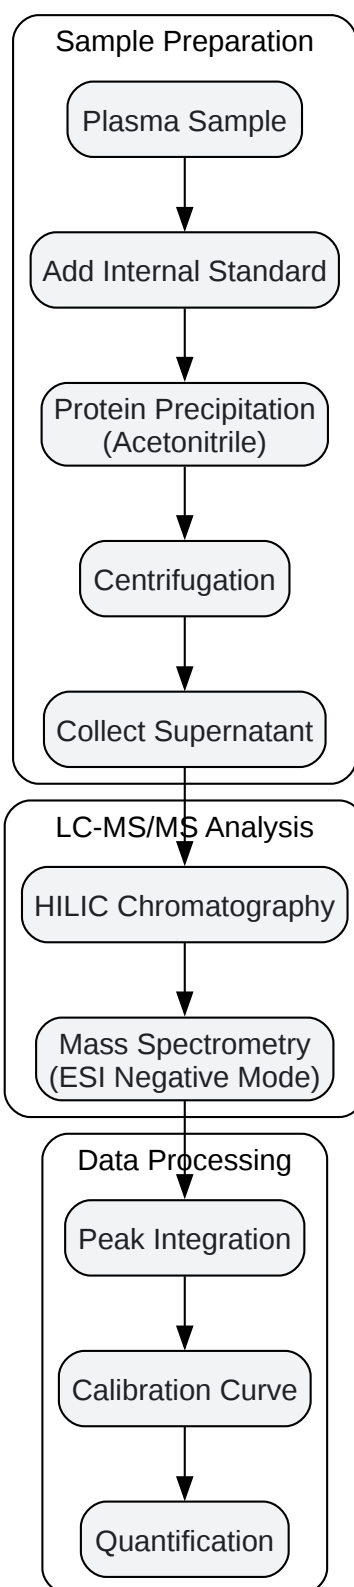 Sample Preparation
Plasma Sample
Add Internal Standard
Protein Precipitation
(Acetonitrile)
Centrifugation
Collect Supernatant
LC-MS/MS Analysis
HILIC Chromatography
Mass Spectrometry
(ESI Negative Mode)
Data Processing
Peak Integration
Calibration Curve
Quantification